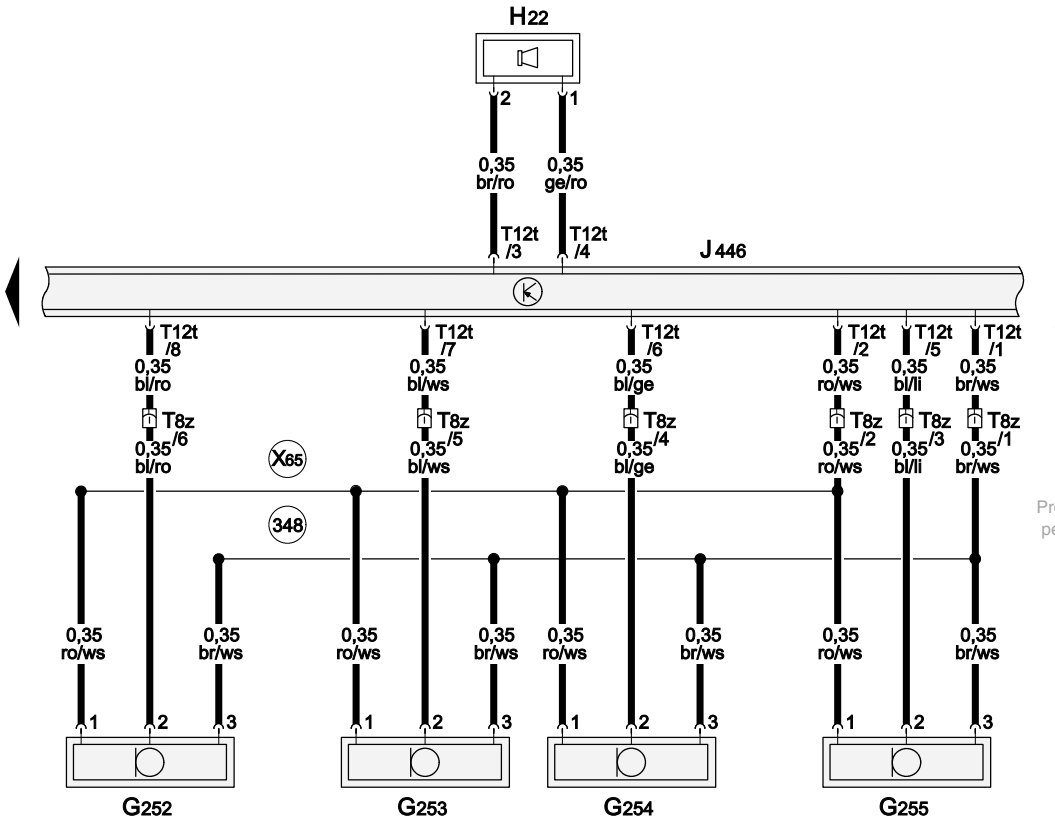 H22
2 1
0,35 0,35
br/ro ge/ro
T12t T12t
/3 /4
J446
T12t T12t T12t T12t T12t T12t
/8 /7 /6 /2 /5 /1
0,35 0,35 0,35 0,35 0,35 0,35
bl/ro bl/ws bl/ge ro/ws bl/li br/ws
T8z T8z T8z T8z T8z T8z
/6 /5 /4 /2 /3 /1
0,35 0,35 0,35 0,35 0,35 0,35
bl/ro bl/ws bl/ge ro/ws bl/li br/ws
X65
Pr
348
pe
0,35 0,35 0,35 0,35 0,35 0,35 0,35 0,35
ro/ws br/ws ro/ws br/ws ro/ws br/ws ro/ws br/ws
1 2 3 1 2 3 1 2 3 1 2 3
G252 G253 G254 G255